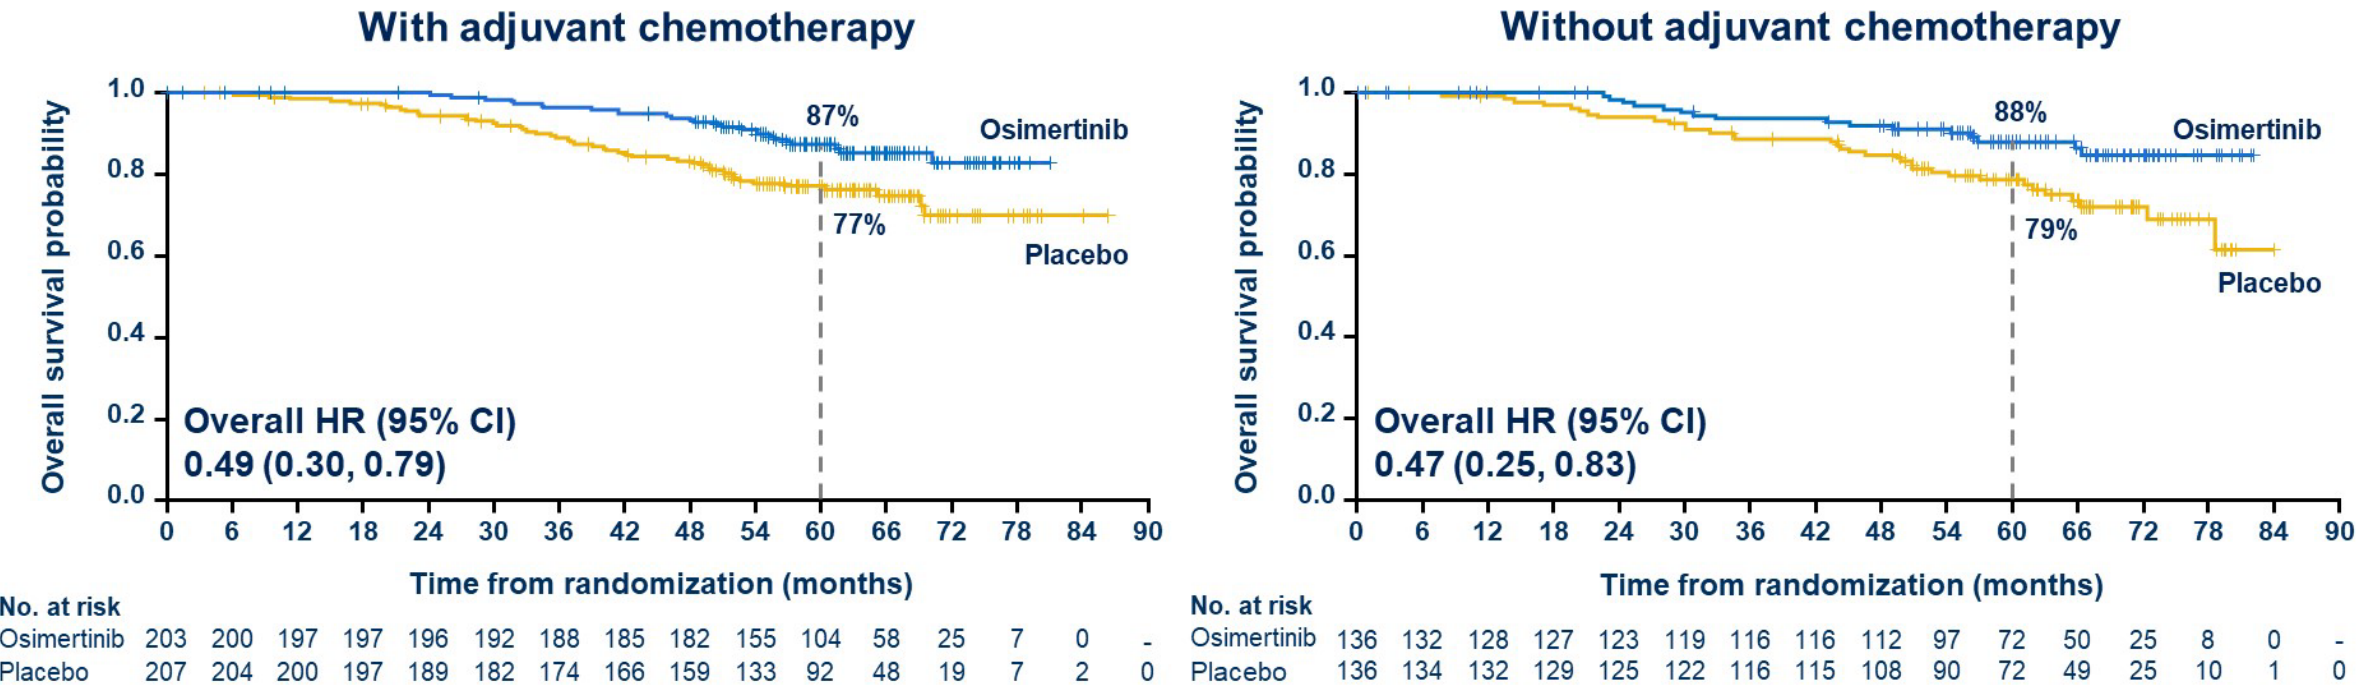 With adjuvant chemotherapy
Overall survival probability
1.0
0.8
0.6
0.4
0.2
0.0
87%
Osimertinib
77%
Placebo
Overall HR (95% CI)
0.49 (0.30, 0.79)
0 6 12 18 24 30 36 42 48 54 60 66 72 78 84 90
Time from randomization (months)
No. at risk
Osimertinib 203 200 197 197 196 192 188 185 182 155 104 58 25 7 0 -
Placebo 207 204 200 197 189 182 174 166 159 133 92 48 19 7 2 0
Without adjuvant chemotherapy
Overall survival probability
1.0
0.8
0.6
0.4
0.2
0.0
88%
Osimertinib
79%
Placebo
Overall HR (95% CI)
0.47 (0.25, 0.83)
0 6 12 18 24 30 36 42 48 54 60 66 72 78 84 90
Time from randomization (months)
No. at risk
Osimertinib 136 132 128 127 123 119 116 116 112 97 72 50 25 8 0 -
Placebo 136 134 132 129 125 122 116 115 108 90 72 49 25 10 1 0